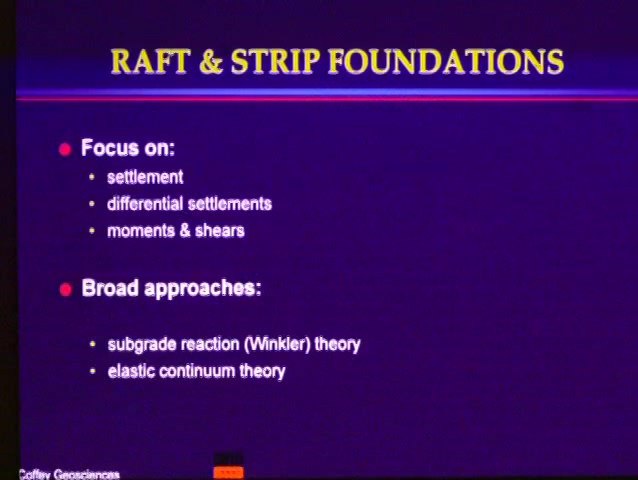 RAFT & STRIP FOUNDATIONS
Focus on:
settlement
differential settlements
moments & shears
Broad approaches:
subgrade reaction (Winkler) theory
elastic continuum theory
Coffey Geosciences